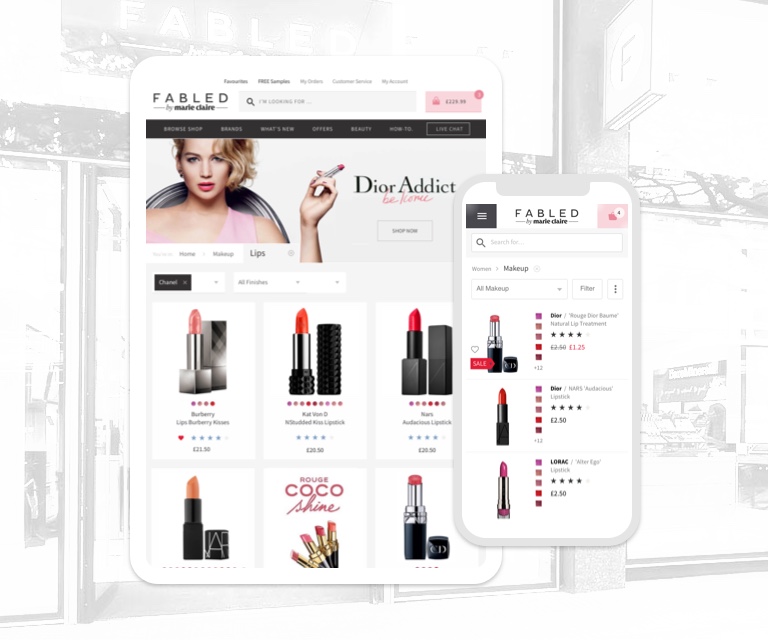 FABLED
F
Favourites FREE Samples My Orders Customer Service My Account
FABLED
by marie claire
I'M LOOKING FOR ...
£229.99
3
BROWSE SHOP BRANDS WHAT'S NEW OFFERS BEAUTY HOW-TO. LIVE CHAT
Dior Addict
be Iconic
SHOP NOW
Home > Makeup Lips
Chanel × All Finishes
Burberry
Lips Burberry Kisses
£21.50
Kat Von D
NStudded Kiss Lipstick
£20.50
Nars
Audacious Lipstick
£20.50
NARS
ROUGE
COCO
shine
CD
FABLED
by marie claire
4
Search for...
Women > Makeup
All Makeup Filter
SALE
Dior / 'Rouge Dior Baume'
Natural Lip Treatment
£2.50 £1.25
+12
Dior / NARS 'Audacious'
Lipstick
£2.50
+12
LORAC / 'Alter Ego'
Lipstick
£2.50